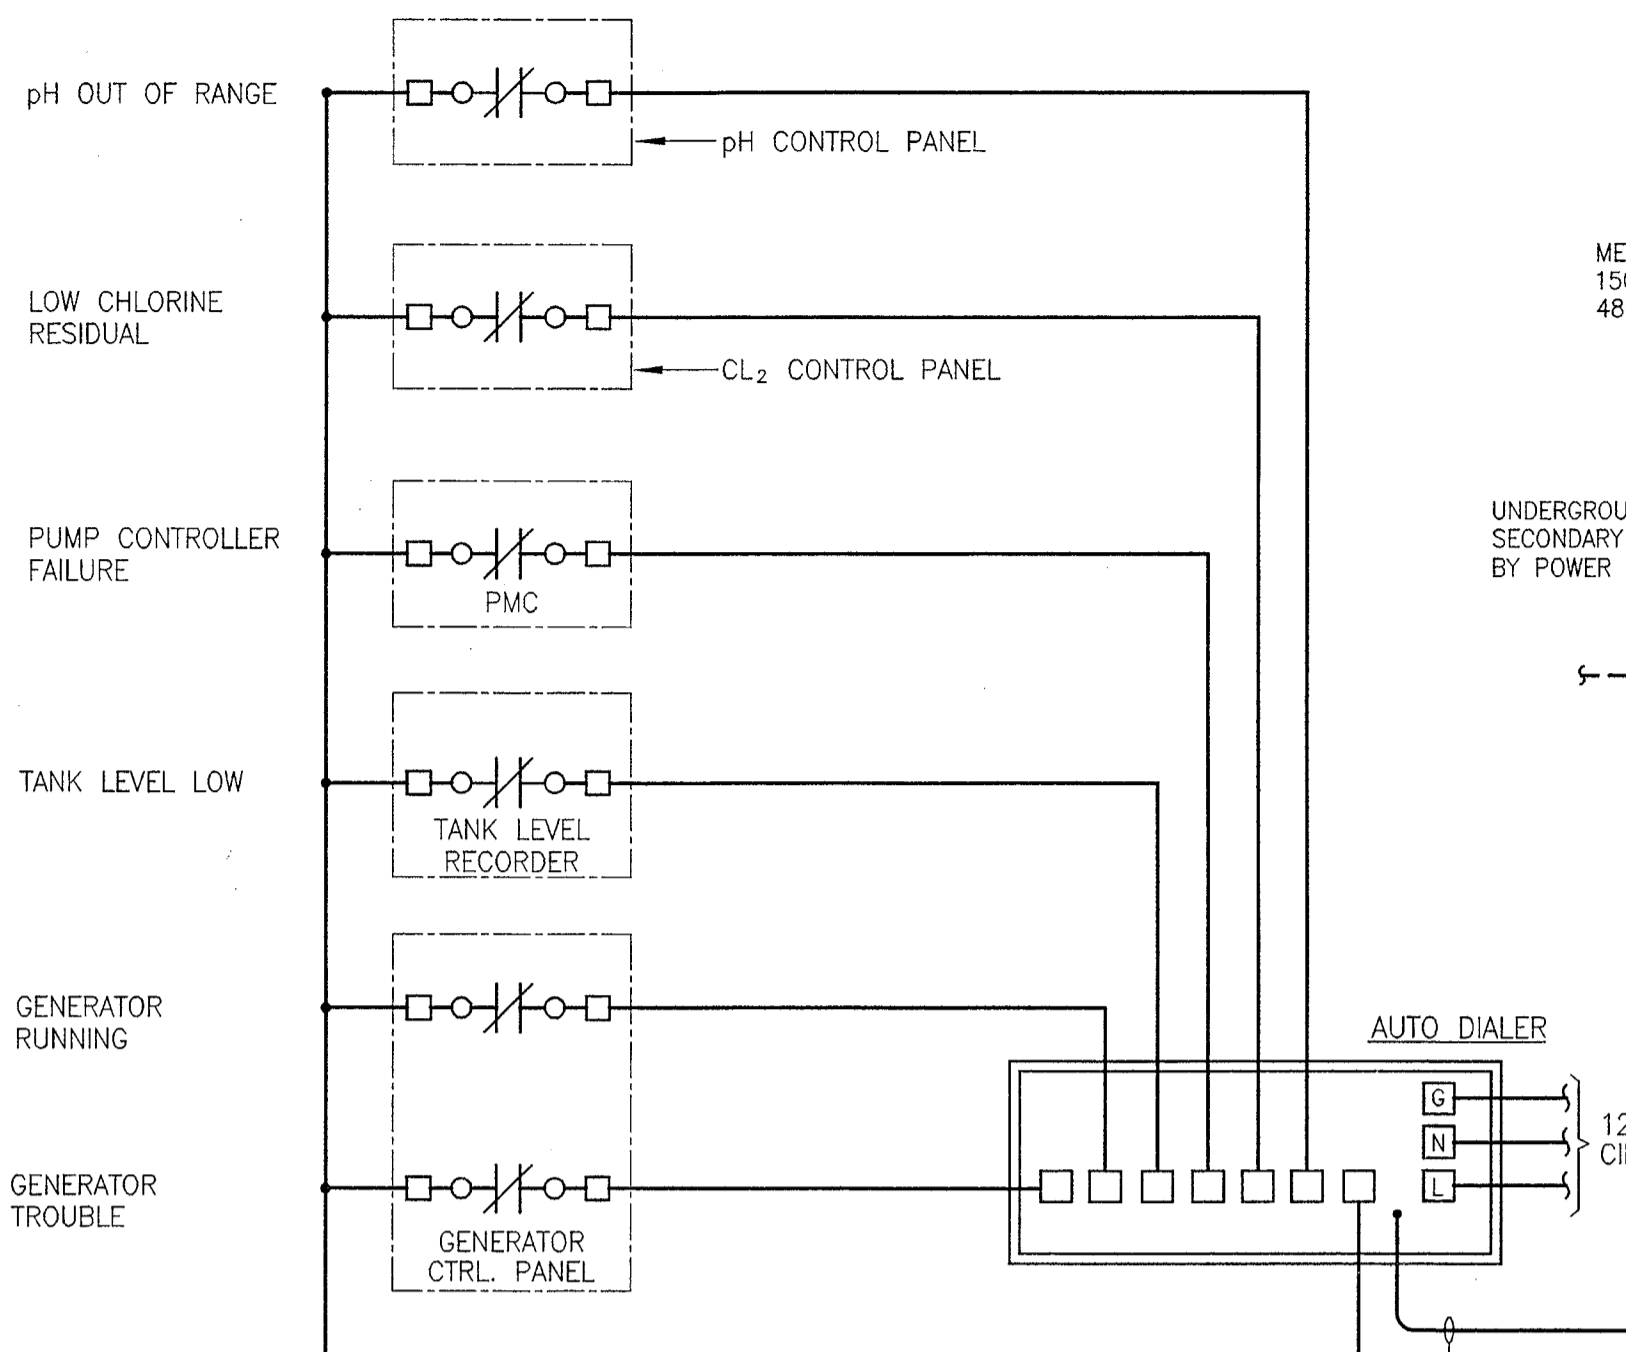 pH OUT OF RANGE
pH CONTROL PANEL
LOW CHLORINE
RESIDUAL
CL₂ CONTROL PANEL
PUMP CONTROLLER
FAILURE
PMC
TANK LEVEL LOW
TANK LEVEL
RECORDER
GENERATOR
RUNNING
GENERATOR
TROUBLE
GENERATOR
CTRL. PANEL
AUTO DIALER
G
N
L
SECONDARY
BY POWER